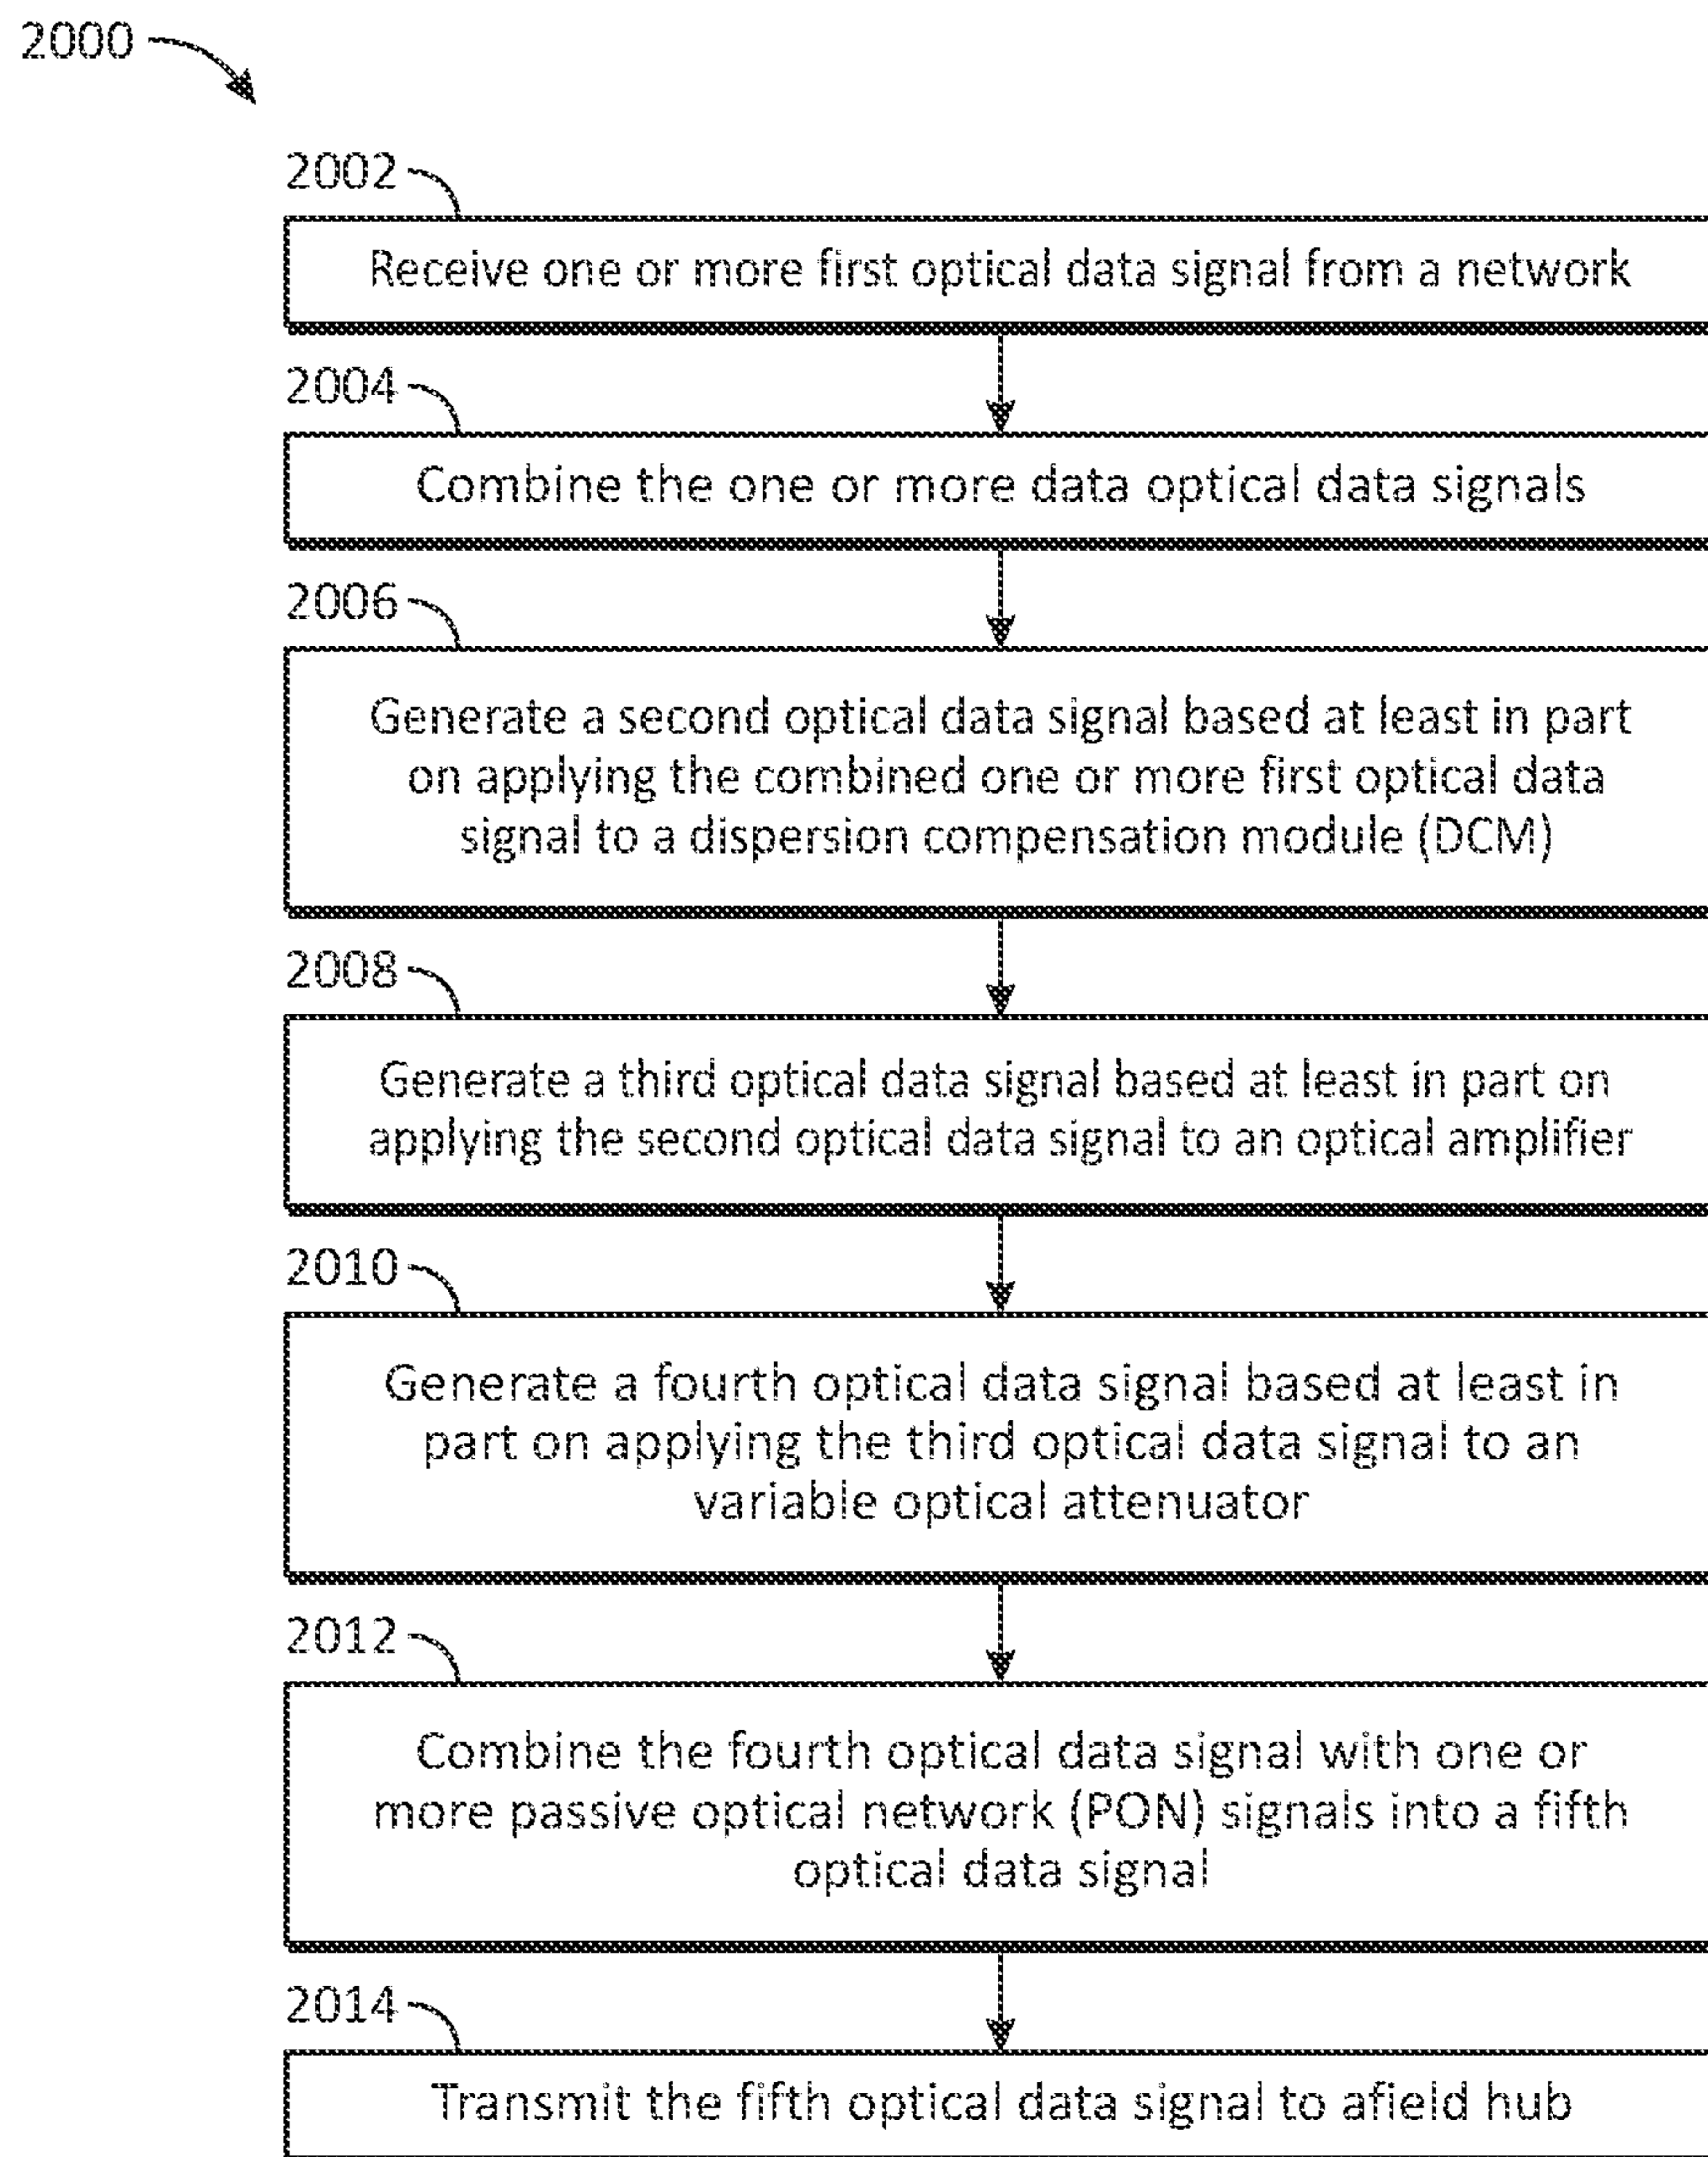 2000
2002
Receive one or more first optical data signal from a network
2004
Combine the one or more data optical data signals
2006
Generate a second optical data signal based at least in part
on applying the combined one or more first optical data
signal to a dispersion compensation module (DCM)
2008
Generate a third optical data signal based at least in part on
applying the second optical data signal to an optical amplifier
2010
Generate a fourth optical data signal based at least in
part on applying the third optical data signal to an
variable optical attenuator
2012
Combine the fourth optical data signal with one or
more passive optical network (PON) signals into a fifth
optical data signal
2014
Transmit the fifth optical data signal to afield hub